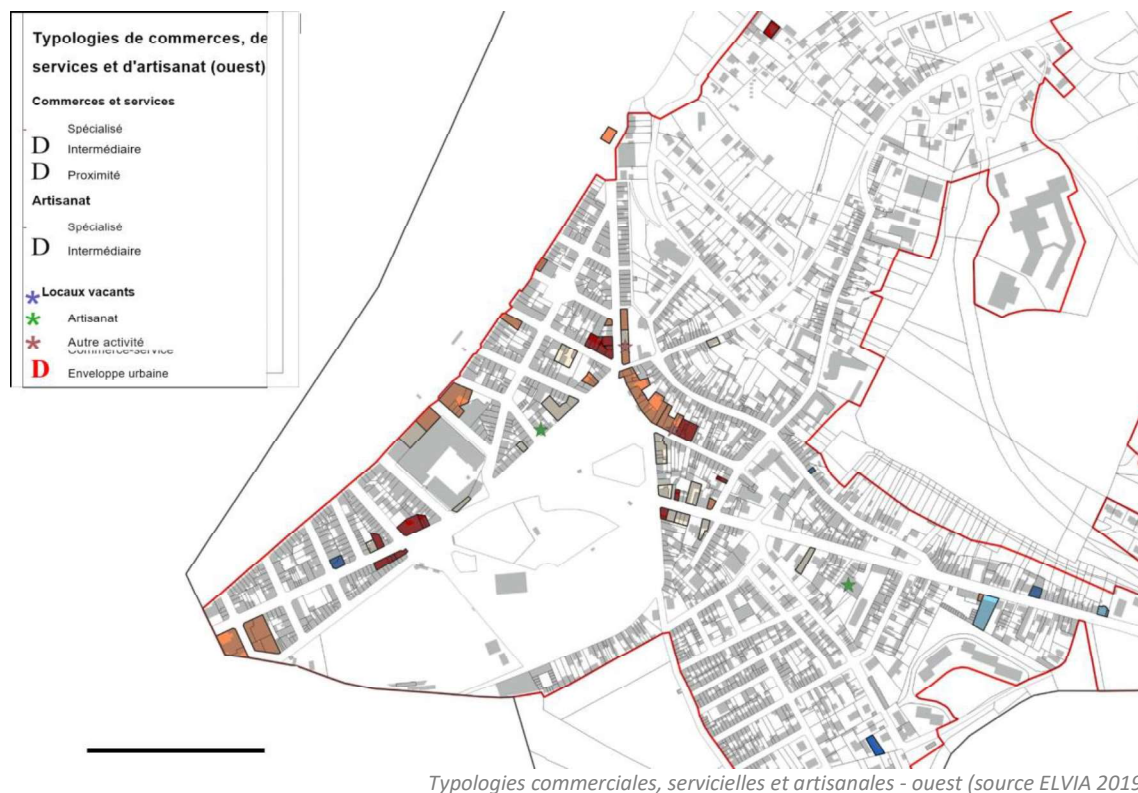 Typologies de commerces, de
services et d'artisanat (ouest)
Commerces et services
Spécialisé
D Intermédiaire
D Proximité
Artisanat
Spécialisé
D Intermédiaire
Locaux vacants
Artisanat
Autre activité
Commerce-service
D Enveloppe urbaine
Typologies commerciales, servicielles et artisanales - ouest (source ELVIA 2019